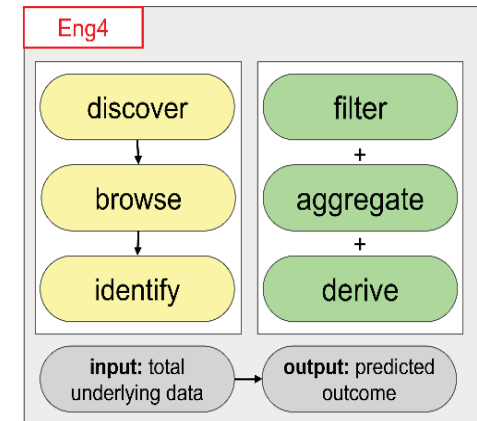 Eng4
discover
browse
identify
filter
+
aggregate
+
derive
input: total
underlying data
output: predicted
outcome